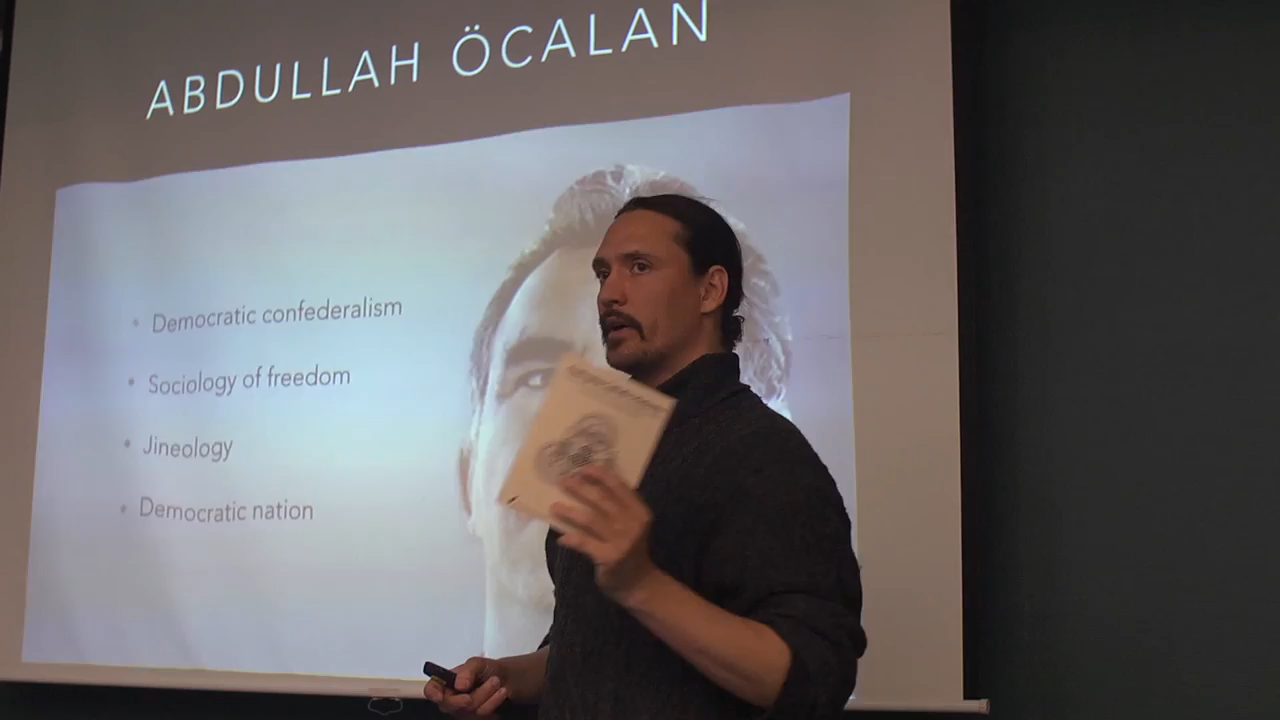 ABDULLAH ÖCALAN
• Democratic confederalism
• Sociology of freedom
• Jineology
• Democratic nation